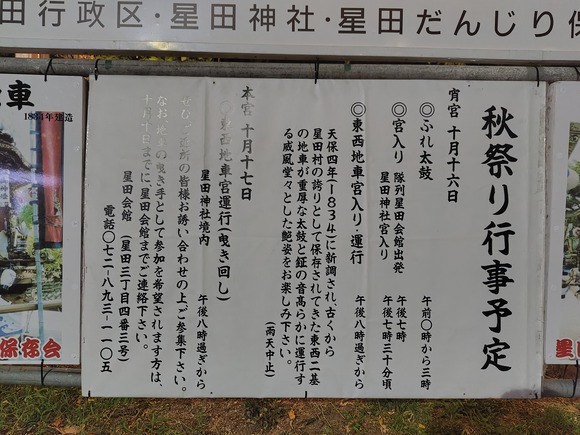 田行政区・星田神社・星田だんじり保
秋祭り行事予定
宵宮 十月十六日
◎ふれ太鼓 午前〇時から三時
◎宮入り 隊列星田会館出発 午後七時
星田神社宮入り 午後七時三十分頃
◎東西地車宮入り・運行 午後八時過ぎから
天保四年(1834)に新調され、古くから
星田村の誇りとして保存されてきた東西二基
の地車が重厚な太鼓と鉦の音高らかに運行す
る威風堂々とした艶姿をお楽しみ下さい。
(雨天中止)
本宮 十月十七日
◎東西地車宮運行(曳き回し)
星田神社境内 午後八時過ぎから
ぜひご近所の皆様お誘い合わせの上、ご参集下さい。
なお、地車の曳き手として参加を希望されます方は、
十月十日までに星田会館までご連絡下さい。
星田会館 (星田三丁目四番三号)
電話〇七二-八九三-一一〇五
車
1864年建造
保存会
星